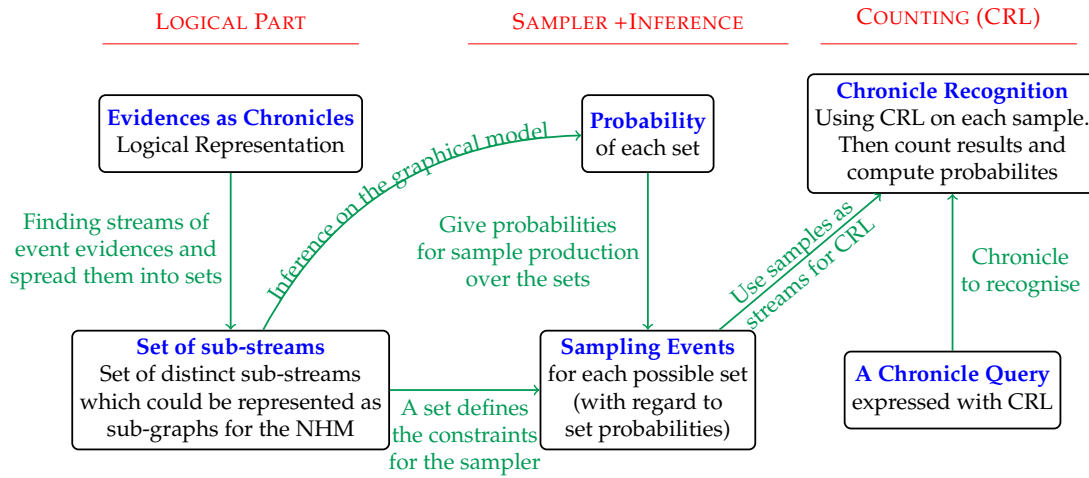 LOGICAL PART
SAMPLER +INFERENCE
COUNTING (CRL)
Evidences as Chronicles
Logical Representation
Probability
of each set
Chronicle Recognition
Using CRL on each sample.
Then count results and
compute probabilites
Finding streams of
event evidences and
spread them into sets
Inference on the graphical model
Give probabilities
for sample production
over the sets
Use samples as
streams for CRL
Chronicle
to recognise
Set of sub-streams
Set of distinct sub-streams
which could be represented as
sub-graphs for the NHM
A set defines
the constraints
for the sampler
Sampling Events
for each possible set
(with regard to
set probabilities)
A Chronicle Query
expressed with CRL